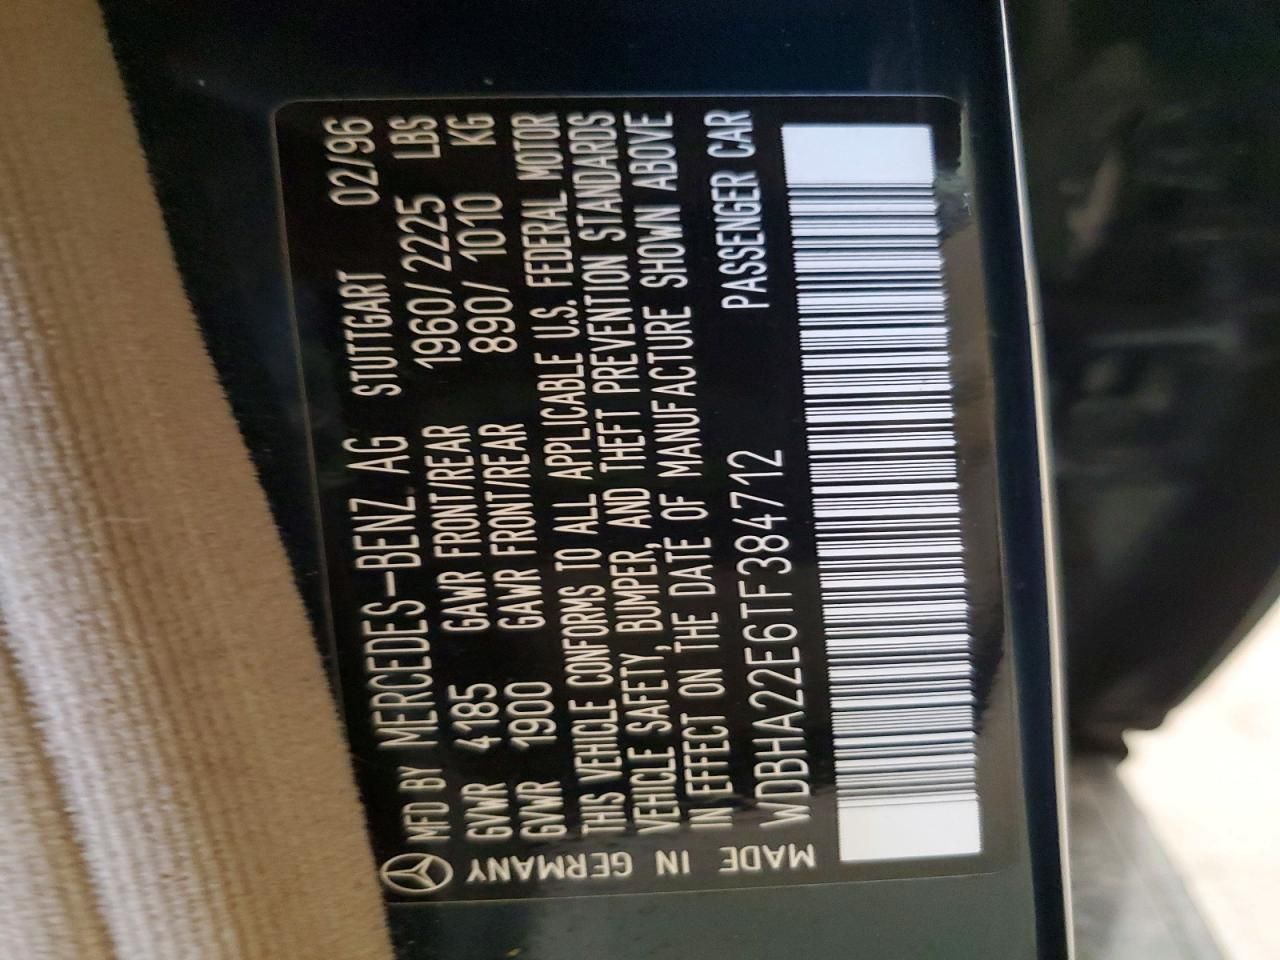 MFD BY MERCEDES-BENZ AG STUTTGART 02/96
GVWR 4185 GAWR FRONT/REAR 1960/2225 LBS
GVWR 1900 GAWR FRONT/REAR 890/1010 KG
THIS VEHICLE CONFORMS TO ALL APPLICABLE U.S. FEDERAL MOTOR
VEHICLE SAFETY, BUMPER, AND THEFT PREVENTION STANDARDS
IN EFFECT ON THE DATE OF MANUFACTURE SHOWN ABOVE
WDBHA22E6TF384712 PASSENGER CAR
MADE IN GERMANY